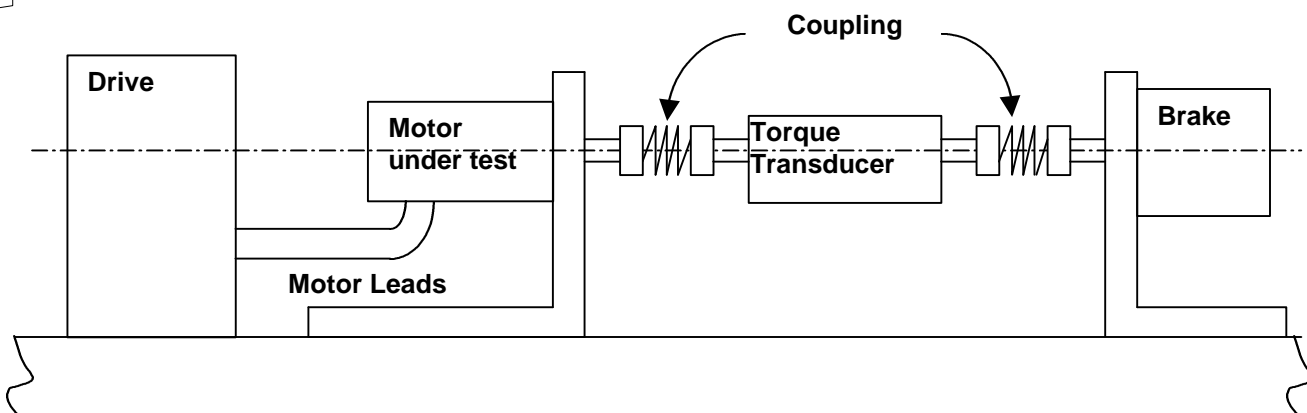 Coupling
Drive
Motor
under test
Torque
Transducer
Brake
Motor Leads